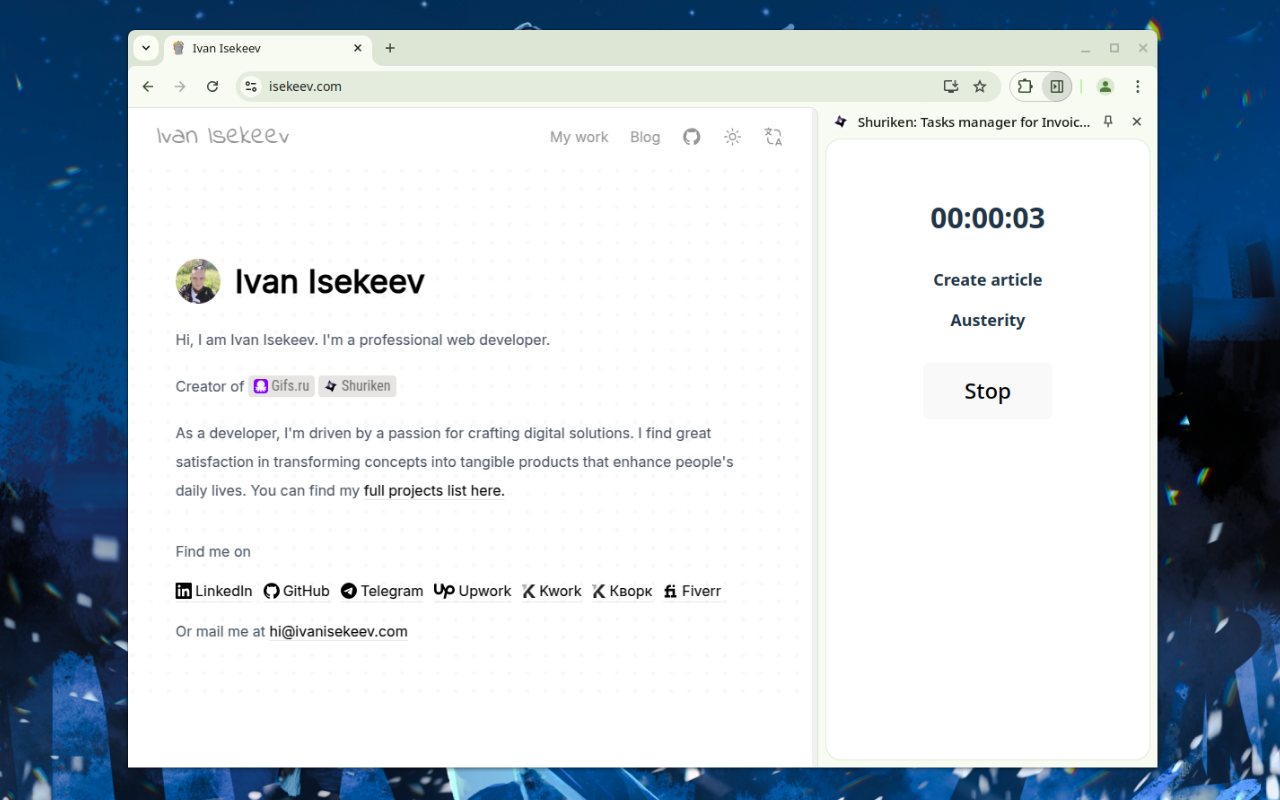 Ivan Isekeev
isekeev.com
Shuriken: Tasks manager for Invoic...
Ivan Isekeev
My work Blog
Ivan Isekeev
Hi, I am Ivan Isekeev. I'm a professional web developer.
Creator of Gifs.ru Shuriken
As a developer, I'm driven by a passion for crafting digital solutions. I find great
satisfaction in transforming concepts into tangible products that enhance people's
daily lives. You can find my full projects list here.
Find me on
LinkedIn GitHub Telegram Upwork Kwork Кворк Fiverr
Or mail me at hi@ivanisekeev.com
00:00:03
Create article
Austerity
Stop